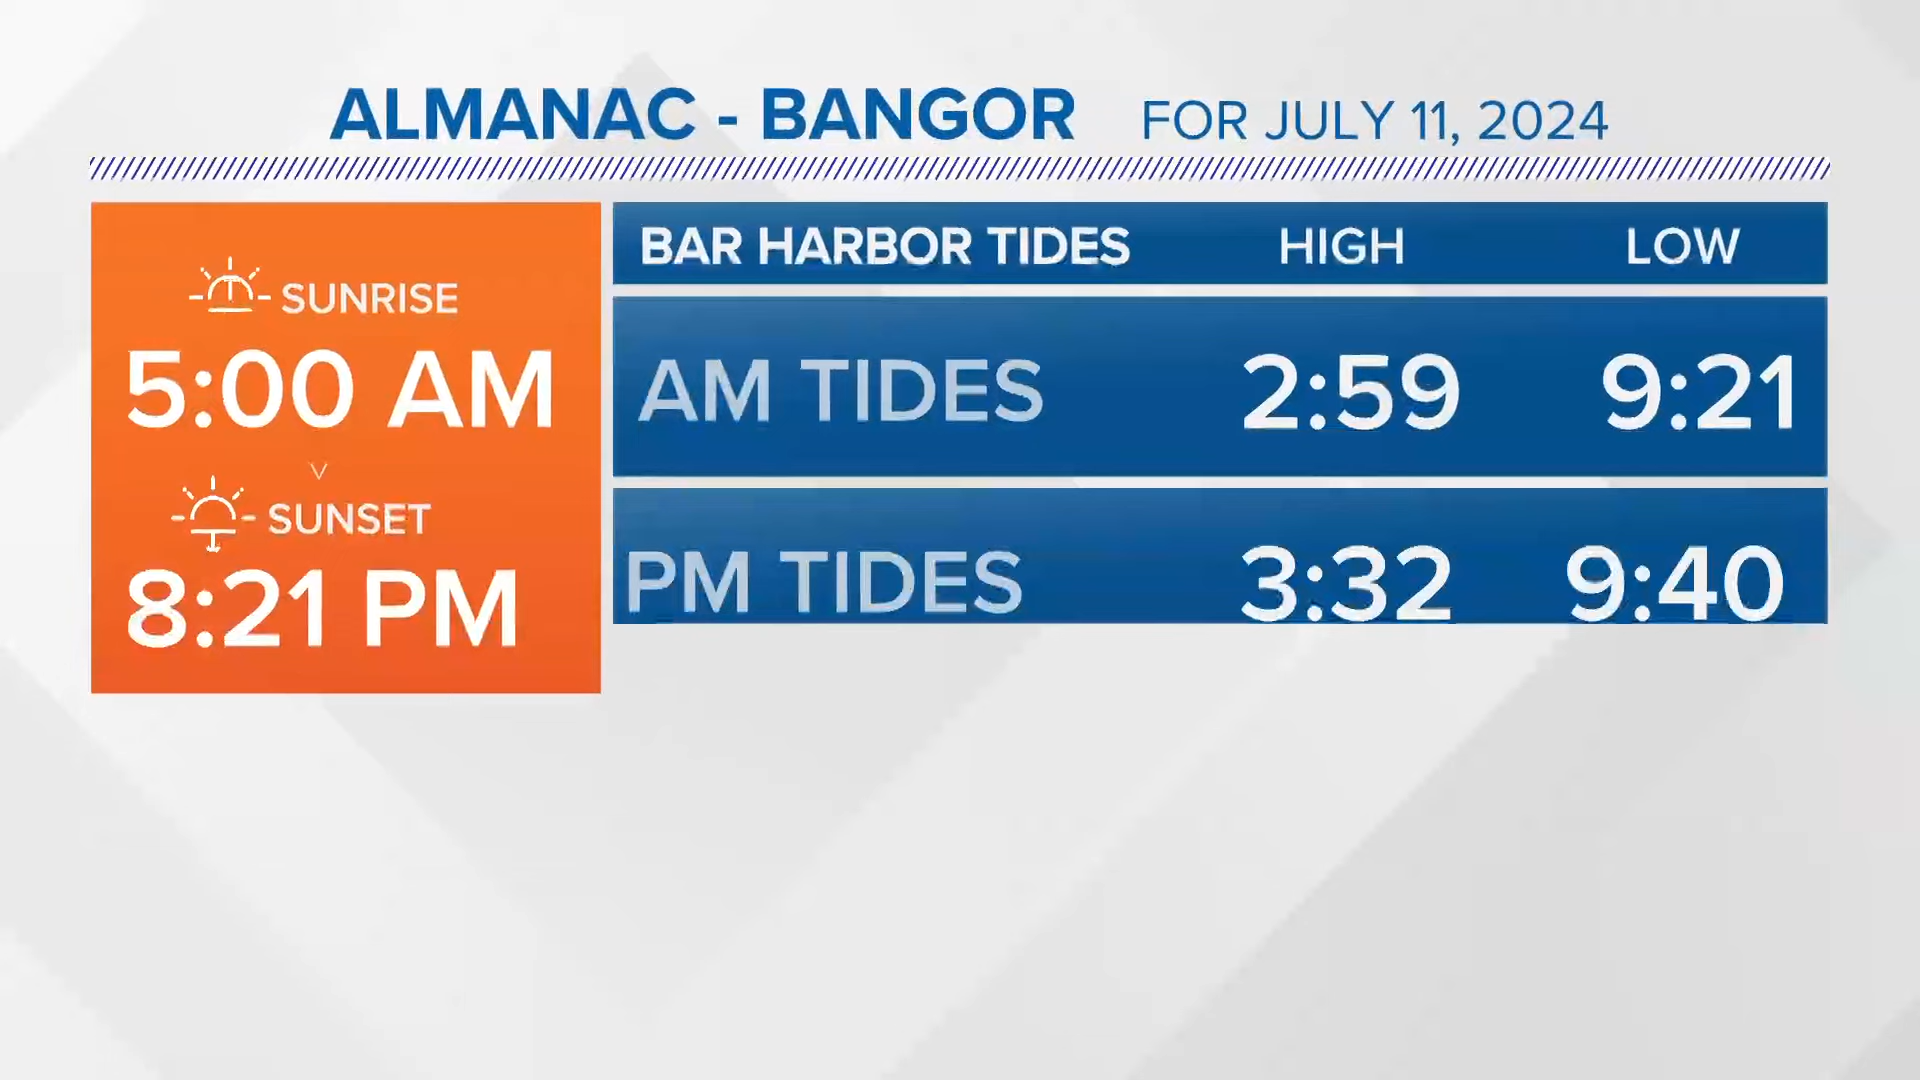 ALMANAC - BANGOR FOR JULY 11, 2024
SUNRISE
5:00 AM
SUNSET
8:21 PM
BAR HARBOR TIDES HIGH LOW
AM TIDES 2:59 9:21
PM TIDES 3:32 9:40